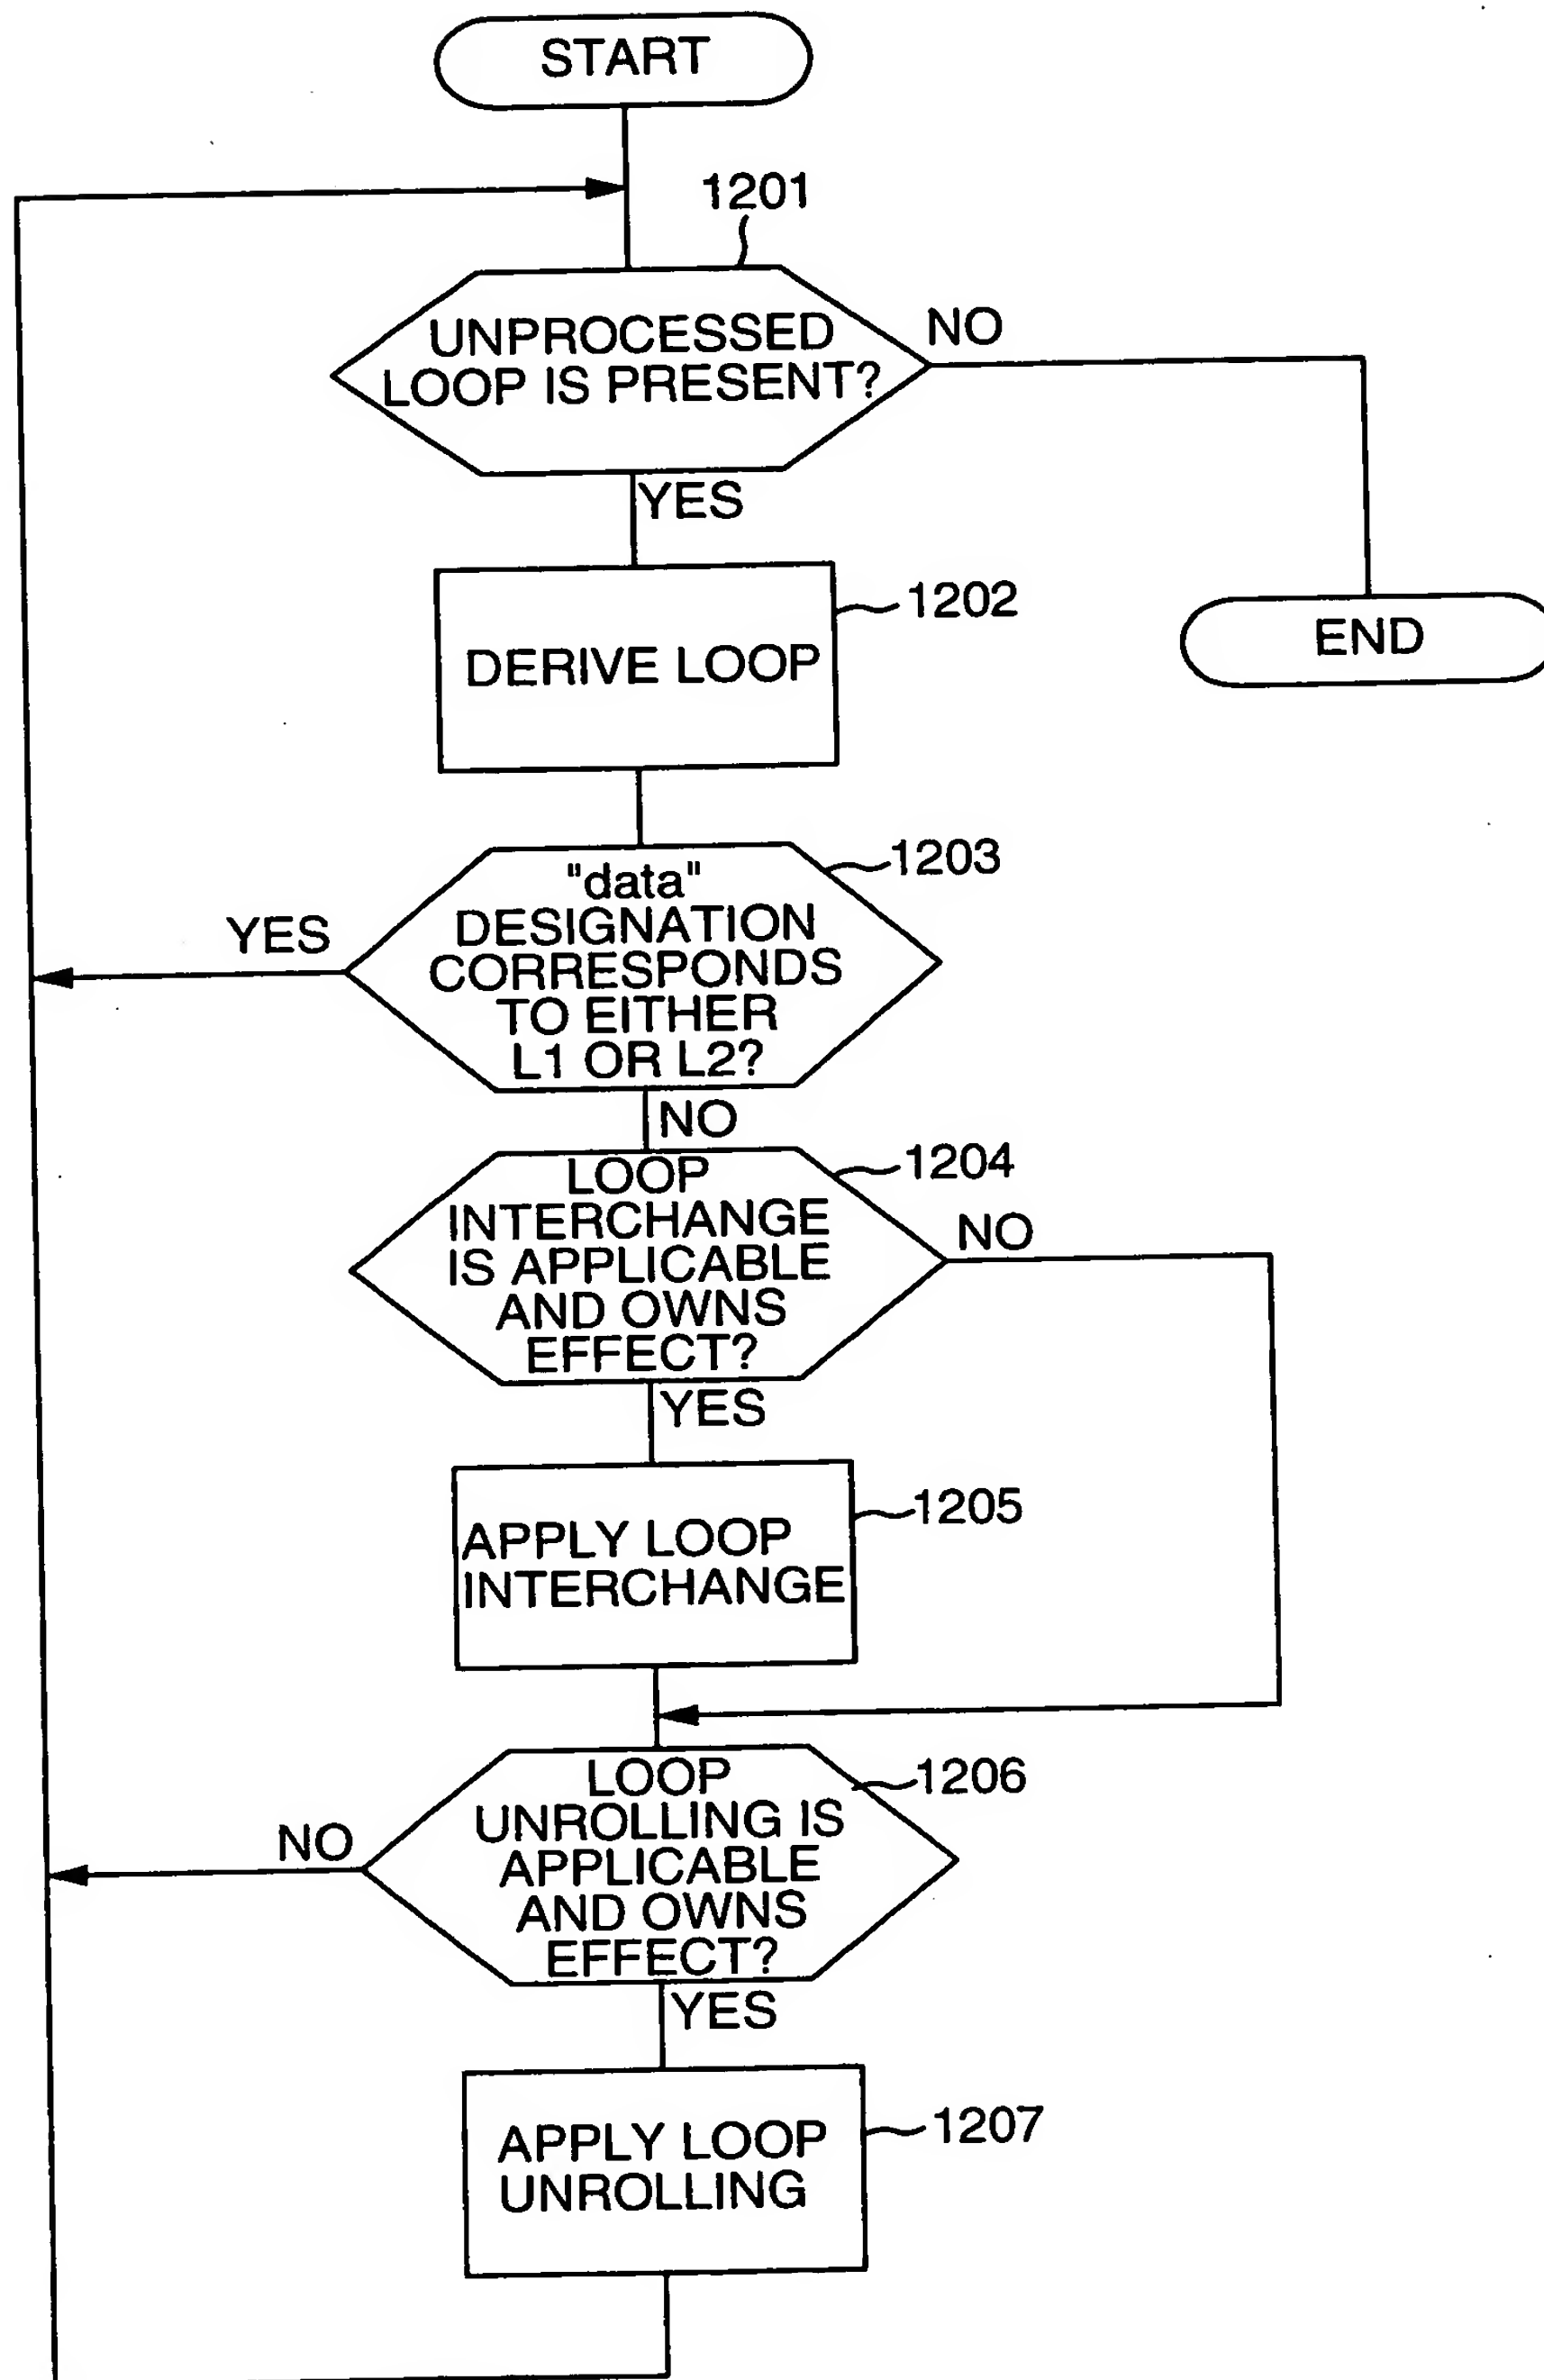 START
1201
UNPROCESSED
LOOP IS PRESENT?
NO
YES
1202
DERIVE LOOP
END
1203
"data"
DESIGNATION
CORRESPONDS
TO EITHER
L1 OR L2?
YES
NO
1204
LOOP
INTERCHANGE
IS APPLICABLE
AND OWNS
EFFECT?
NO
YES
1205
APPLY LOOP
INTERCHANGE
1206
LOOP
UNROLLING IS
APPLICABLE
AND OWNS
EFFECT?
NO
YES
1207
APPLY LOOP
UNROLLING